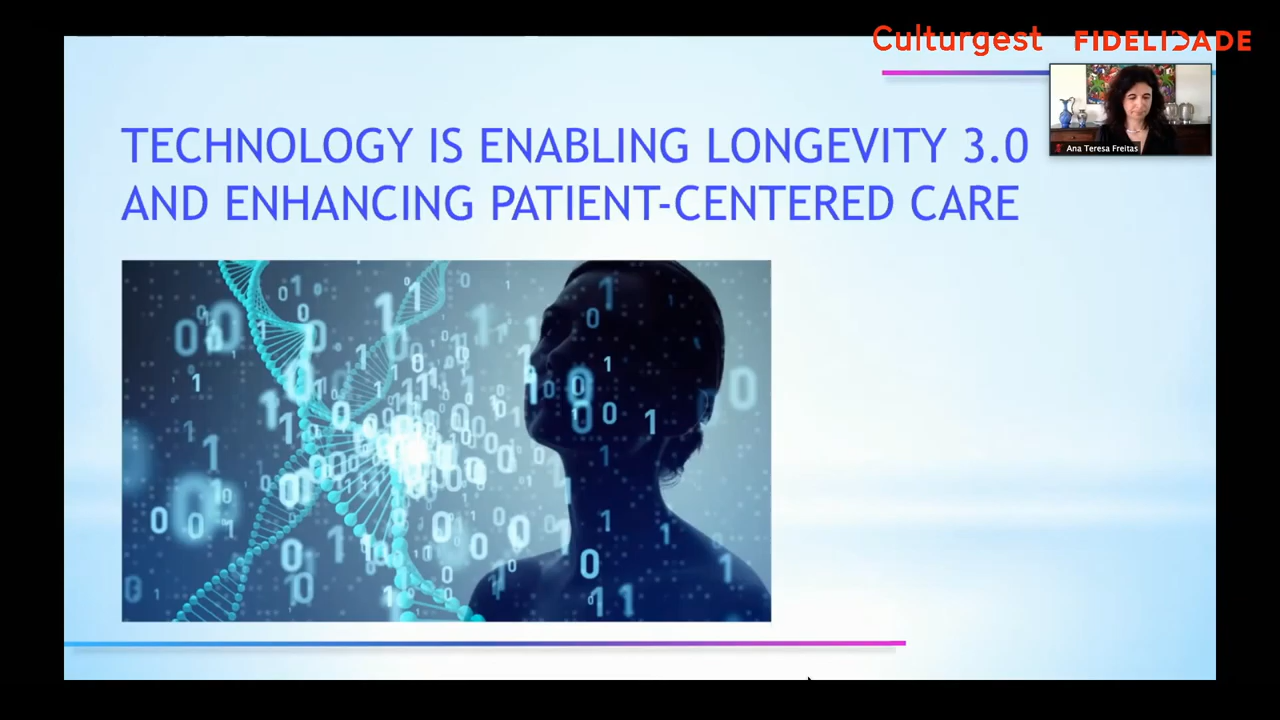 Culturgest FIDELIDADE
Ana Teresa Freitas
TECHNOLOGY IS ENABLING LONGEVITY 3.0
AND ENHANCING PATIENT-CENTERED CARE